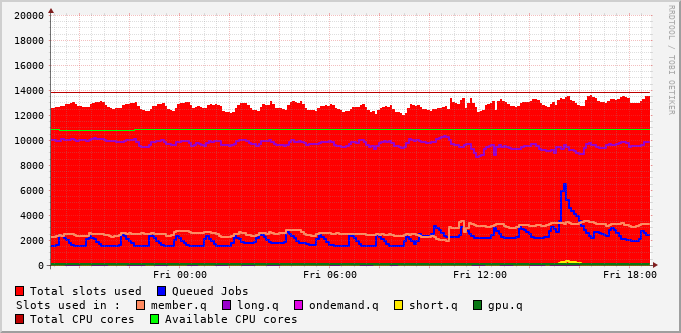 RRDTOOL / TOBI OETIKER
20000
18000
16000
14000
12000
10000
8000
6000
4000
2000
0
Fri 00:00 Fri 06:00 Fri 12:00 Fri 18:00
Total slots used Queued Jobs
Slots used in : member.q long.q ondemand.q short.q gpu.q
Total CPU cores Available CPU cores